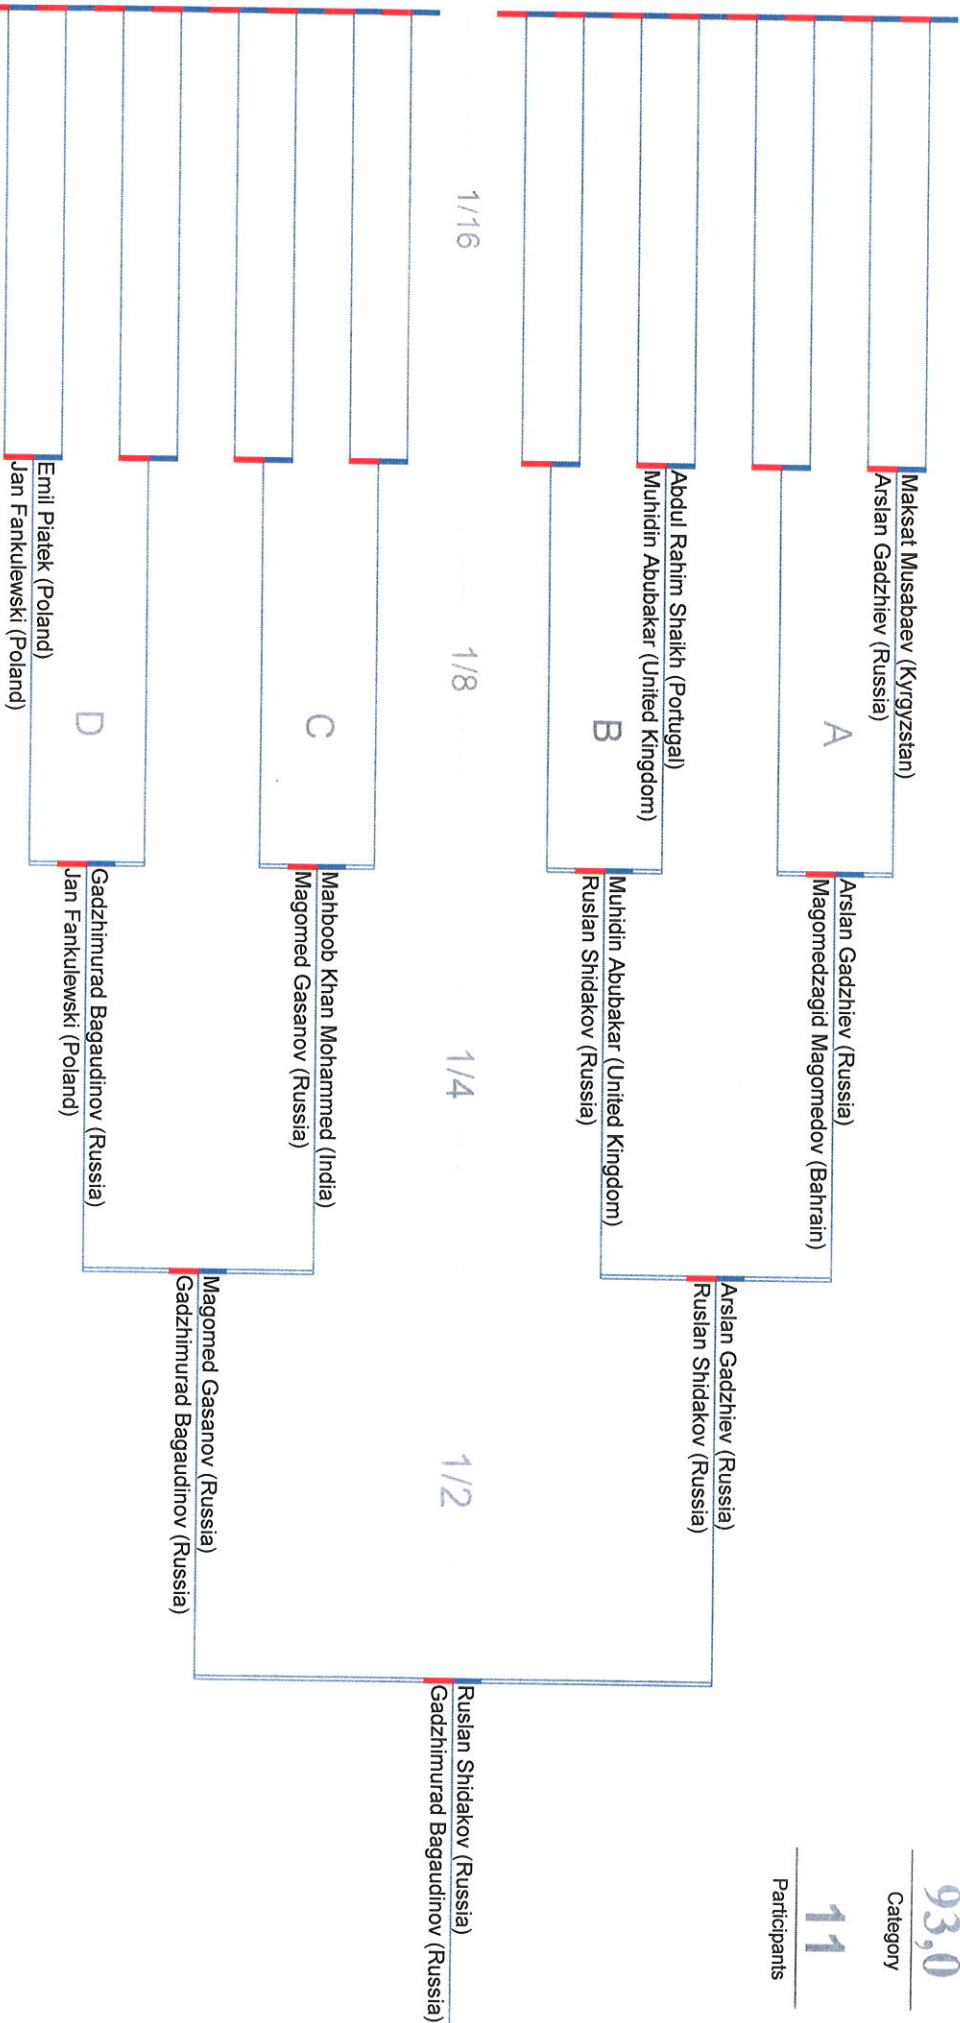 93,0
Category
11
Participants
1/16
1/8
1/4
1/2
Maksat Musabaev (Kyrgyzstan)
Arslan Gadzhiev (Russia)
A
Abdul Rahim Shaikh (Portugal)
Muhidin Abubakar (United Kingdom)
B
C
Emil Piatek (Poland)
Jan Fankulewski (Poland)
D
Arslan Gadzhiev (Russia)
Magomedzagid Magomedov (Bahrain)
Muhidin Abubakar (United Kingdom)
Ruslan Shidakov (Russia)
Mahboob Khan Mohammed (India)
Magomed Gasanov (Russia)
Gadzhimurad Bagaudinov (Russia)
Jan Fankulewski (Poland)
Arslan Gadzhiev (Russia)
Ruslan Shidakov (Russia)
Magomed Gasanov (Russia)
Gadzhimurad Bagaudinov (Russia)
Ruslan Shidakov (Russia)
Gadzhimurad Bagaudinov (Russia)